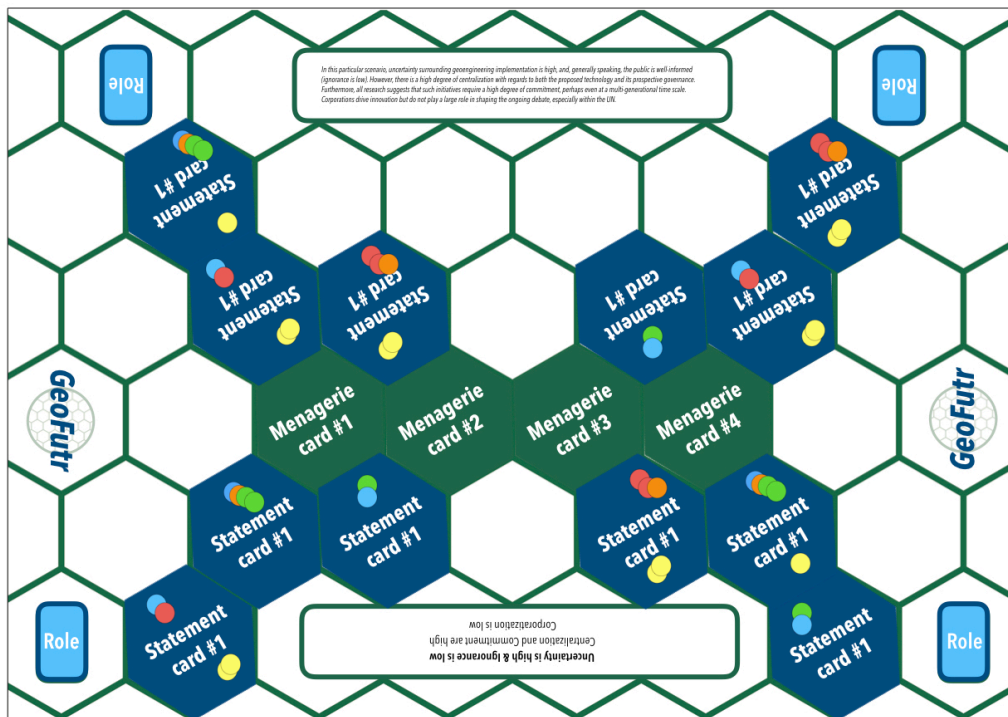 Role
Role
In this particular scenario, uncertainty surrounding geoengineering implementation is high, and, generally speaking, the public is well-informed
(ignorance is low). However, there is a high degree of centralization with regards to both the proposed technology and its prospective governance.
Furthermore, all research suggests that such initiatives require a high degree of commitment, perhaps even at a multi-generational time scale.
Corporations drive innovation but do not play a large role in shaping the ongoing debate, especially within the UN.
Statement
card #1
Statement
card #1
Statement
card #1
Statement
card #1
Statement
card #1
Statement
card #1
GeoFutr
Menagerie
card #1
Menagerie
card #2
Menagerie
card #3
Menagerie
card #4
GeoFutr
Statement
card #1
Statement
card #1
Statement
card #1
Statement
card #1
Role
Statement
card #1
Uncertainty is high & Ignorance is low
Centralization and Commitment are high
Corporatization is low
Statement
card #1
Role